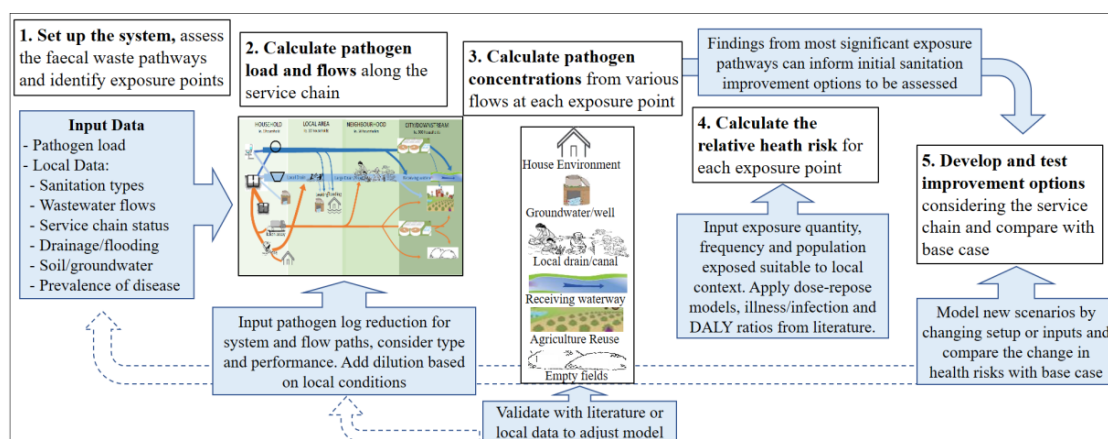 1. Set up the system, assess
the faecal waste pathways
and identify exposure points
2. Calculate pathogen
load and flows along the
service chain
3. Calculate pathogen
concentrations from various
flows at each exposure point
Findings from most significant exposure
pathways can inform initial sanitation
improvement options to be assessed
Input Data
- Pathogen load
- Local Data:
- Sanitation types
- Wastewater flows
- Service chain status
- Drainage/flooding
- Soil/groundwater
- Prevalence of disease
HOUSEHOLD
LOCAL AREA
NEIGHBOURHOOD
CITY/DOWNSTREAM
House Environment
Groundwater/well
Local drain/canal
Receiving waterway
Agriculture Reuse
Empty fields
4. Calculate the
relative heath risk for
each exposure point
Input exposure quantity,
frequency and population
exposed suitable to local
context. Apply dose-repose
models, illness/infection and
DALY ratios from literature.
5. Develop and test
improvement options
considering the service
chain and compare with
base case
Model new scenarios by
changing setup or inputs and
compare the change in
health risks with base case
Input pathogen log reduction for
system and flow paths, consider type
and performance. Add dilution based
on local conditions
Validate with literature or
local data to adjust model